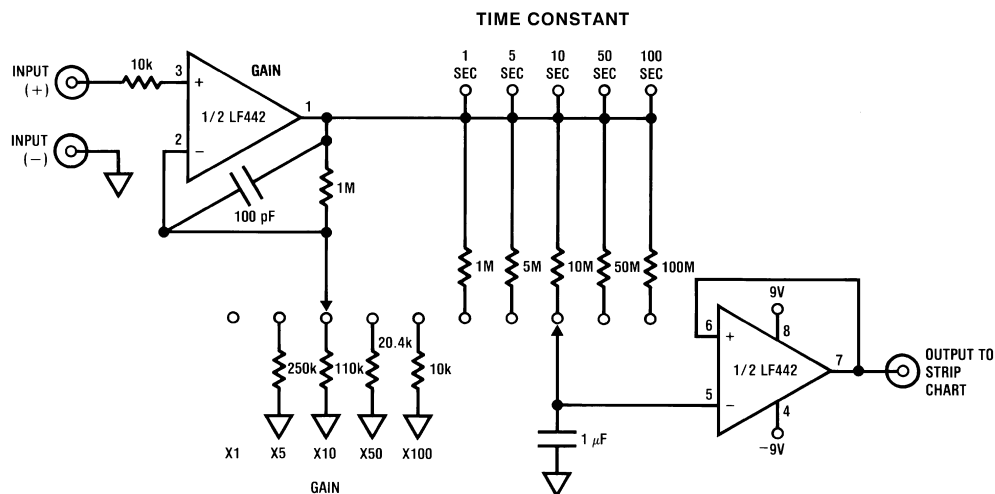 TIME CONSTANT
1 SEC
5 SEC
10 SEC
50 SEC
100 SEC
INPUT (+)
10k
3
+
GAIN
1/2 LF442
1
INPUT (−)
2
−
100 pF
1M
1M
5M
10M
50M
100M
250k
110k
20.4k
10k
X1
X5
X10
X50
X100
GAIN
9V
8
6
+
1/2 LF442
7
5
−
4
−9V
OUTPUT TO
STRIP
CHART
1 μF